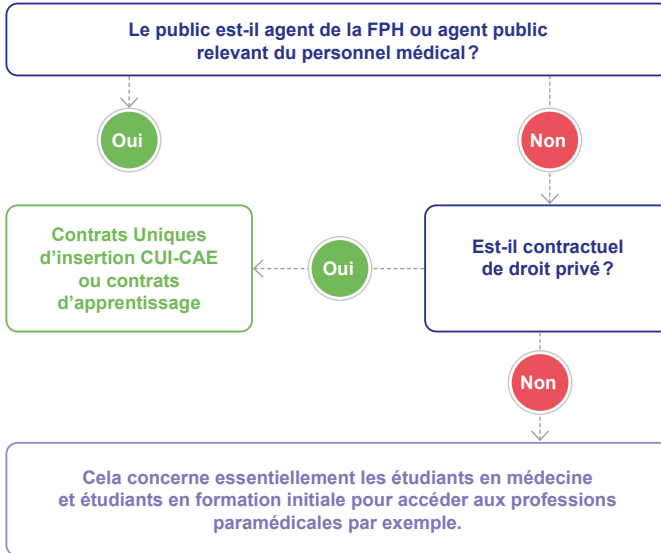 Le public est-il agent de la FPH ou agent public
relevant du personnel médical ?
Oui
Non
Contrats Uniques
d’insertion CUI-CAE
ou contrats
d’apprentissage
Oui
Est-il contractuel
de droit privé ?
Non
Cela concerne essentiellement les étudiants en médecine
et étudiants en formation initiale pour accéder aux professions
paramédicales par exemple.